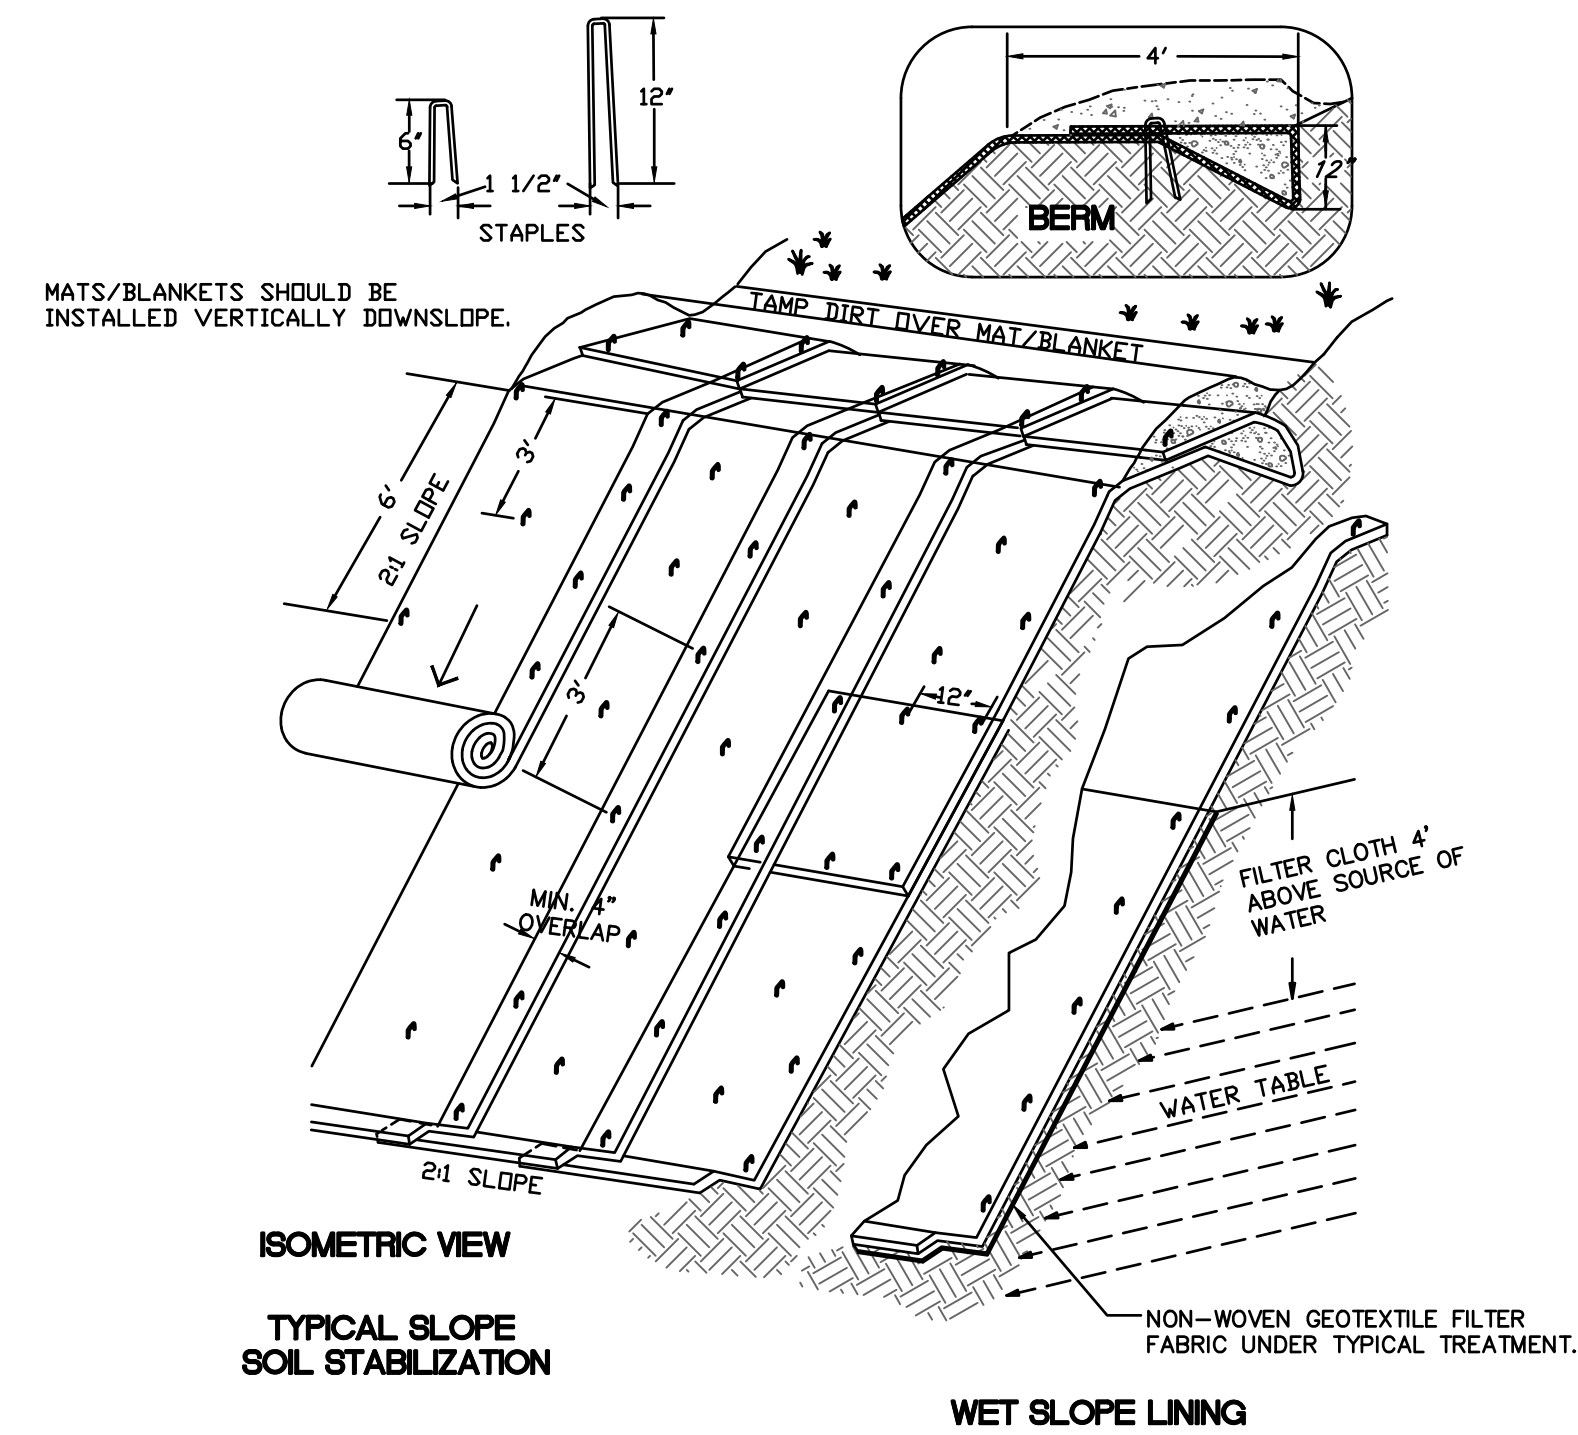 4'
12"
6"
1 1/2"
STAPLES
12"
BERM
MATS/BLANKETS SHOULD BE
INSTALLED VERTICALLY DOWNSLOPE.
TAMP DIRT OVER MAT/BLANKET
3'
6'
2:1 SLOPE
3'
12"
MIN. 4"
OVERLAP
FILTER CLOTH 4'
ABOVE SOURCE OF
WATER
WATER TABLE
2:1 SLOPE
ISOMETRIC VIEW
TYPICAL SLOPE
SOIL STABILIZATION
NON-WOVEN GEOTEXTILE FILTER
FABRIC UNDER TYPICAL TREATMENT.
WET SLOPE LINING